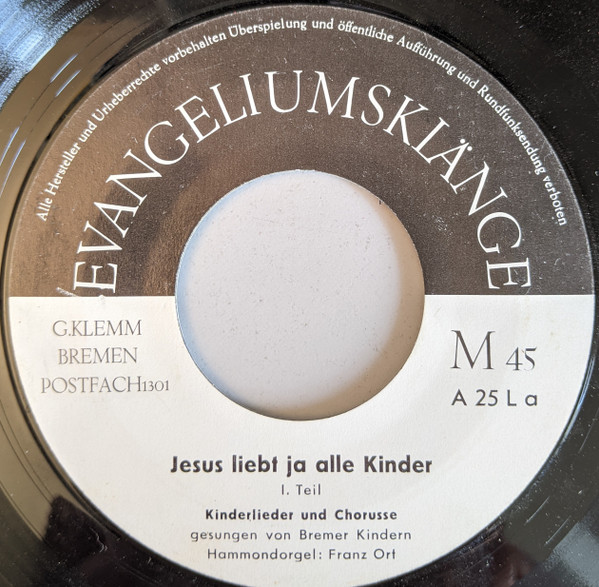 Alle Hersteller und Urheberrechte vorbehalten Überspielung und öffentliche Aufführung und Rundfunksendung verboten
EVANGELIUMSKIÄNGE
G.KLEMM
BREMEN
POSTFACH1301
M 45
A 25 L a
Jesus liebt ja alle Kinder
I. Teil
Kinderlieder und Chorusse
gesungen von Bremer Kindern
Hammondorgel: Franz Ort